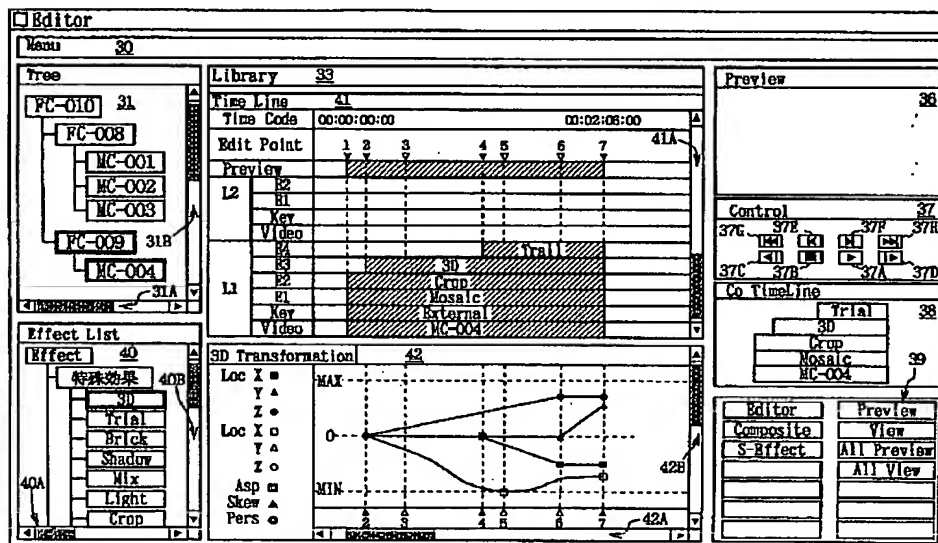 Editor
Menu 30
Tree
FC-010 31
FC-008
MC-001
MC-002
MC-003
FC-009 31B
MC-004
31A
Effect List
Effect 40
特殊効果 40B
3D
Trial
Brick
Shadow
Mix
Light
Crop
40A
Library 33
Time Line 41
Time Code 00:00:00:00 00:02:06:00
41A
Edit Point 1 2 3 4 5 6 7
Preview
L2
E2
E1
Key
Video
L1
E4 Trail
E3 3D
E2 Crop
E1 Mosaic
Key External
Video MC-004
3D Transformation 42
Loc X
Y
Z
Loc X
Y
Z
Asp
Skew
Pers
MAX
0
MIN
2 3 4 5 6 7
42A
42B
Preview
36
Control 37
37G 37E 37F 37H
37C 37B 37A 37D
Co TimeLine
Trial 38
3D
Crop
Mosaic
MC-004
39
Editor Preview
Composite View
S-Effect All Preview
All View